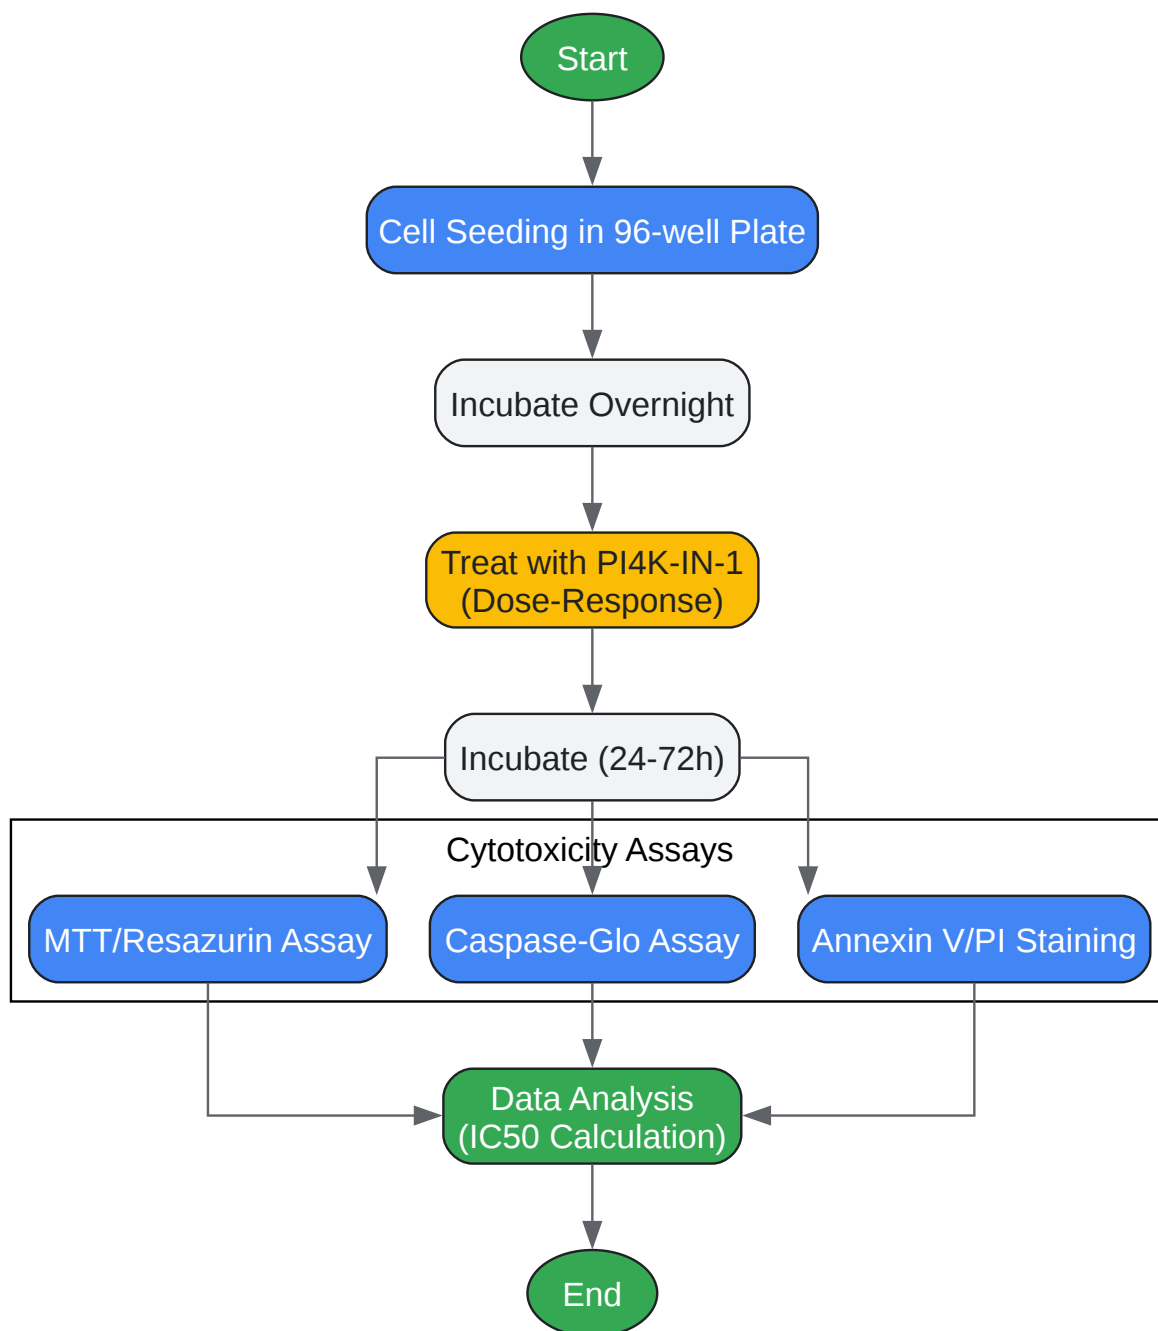 Start
Cell Seeding in 96-well Plate
Incubate Overnight
Treat with PI4K-IN-1
(Dose-Response)
Incubate (24-72h)
Cytotoxicity Assays
MTT/Resazurin Assay
Caspase-Glo Assay
Annexin V/PI Staining
Data Analysis
(IC50 Calculation)
End